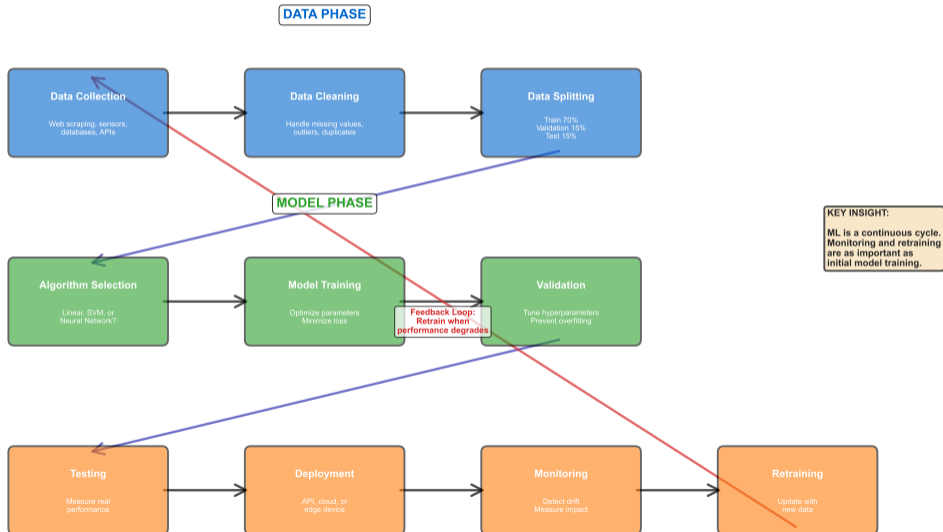 DATA PHASE
Data Collection
Web scraping, sensors,
databases, APIs
Data Cleaning
Handle missing values,
outliers, duplicates
Data Splitting
Train 70%
Validation 15%
Test 15%
MODEL PHASE
KEY INSIGHT:
ML is a continuous cycle.
Monitoring and retraining
are as important as
initial model training.
Algorithm Selection
Linear, SVM, or
Neural Network?
Model Training
Optimize parameters
Minimize loss
Validation
Tune hyperparameters
Prevent overfitting
Feedback Loop:
Retrain when
performance degrades
Testing
Measure real
performance
Deployment
API, cloud, or
edge device
Monitoring
Detect drift
Measure impact
Retraining
Update with
new data